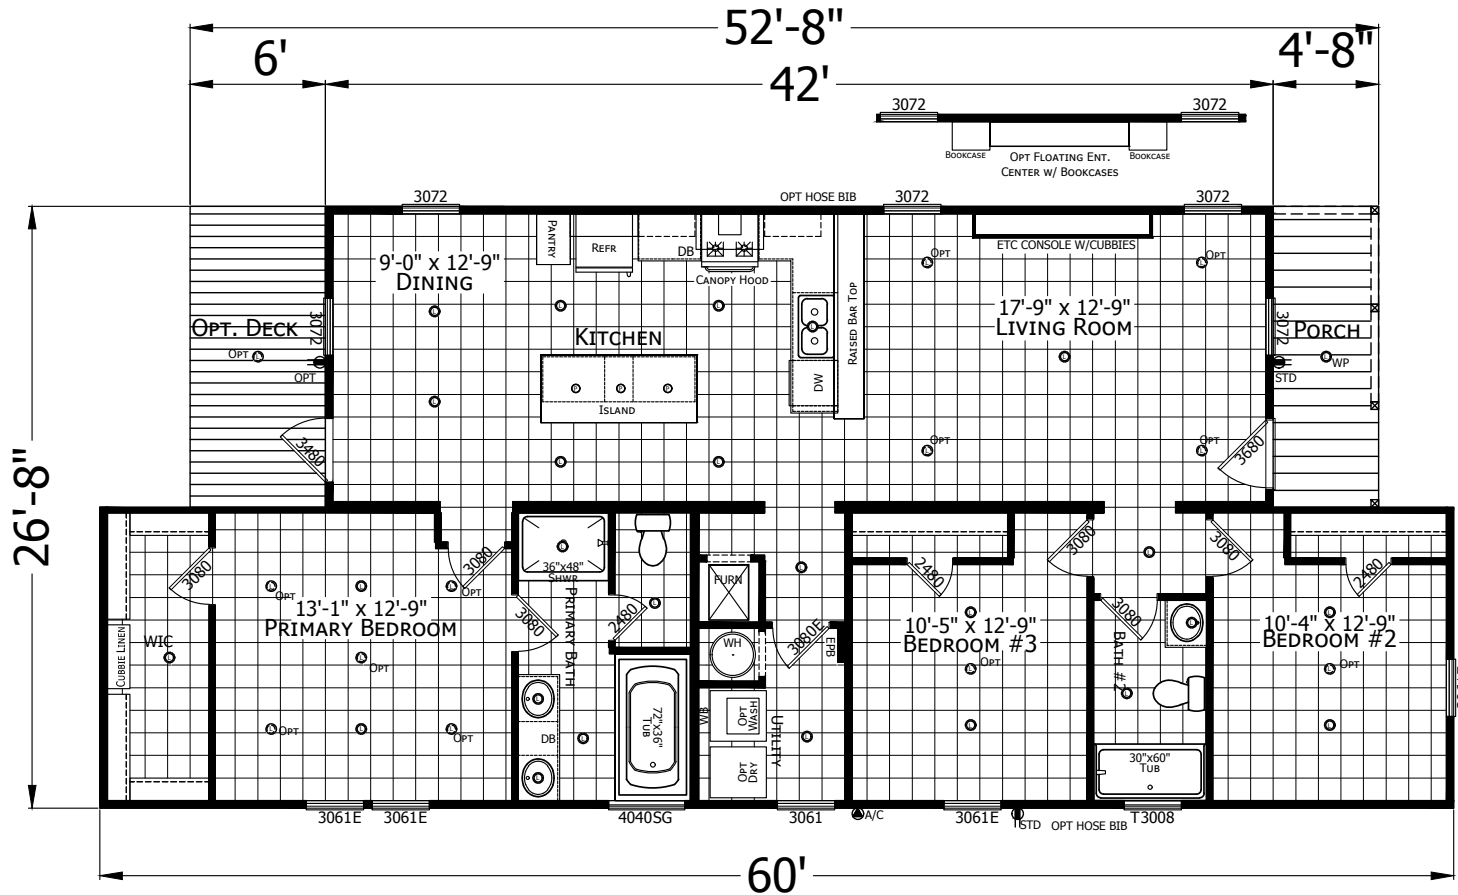 52'-8"
6'
42'
4'-8"
3072
3072
BOOKCASE
OPT FLOATING ENT.
CENTER W/ BOOKCASES
BOOKCASE
3072
OPT HOSE BIB
3072
3072
PANTRY
REFR
DB
CANOPY HOOD
ETC CONSOLE W/CUBBIES
OPT
OPT
9'-0" X 12'-9"
DINING
17'-9" X 12'-9"
LIVING ROOM
RAISED BAR TOP
OPT. DECK
3072
OPT
OPT
KITCHEN
3072
PORCH
WP
STD
DW
P
P
P
ISLAND
3480
OPT
OPT
3680
26'-8"
3080
3080
36"X48"
SHWR
FURN
2480
3080
3080
2480
OPT
OPT
13'-1" X 12'-9"
PRIMARY BEDROOM
3080
PRIMARY BATH
2480
WH
3080E
EPB
10'-5" X 12'-9"
BEDROOM #3
3080
BATH #2
10'-4" X 12'-9"
BEDROOM #2
CUBBIE LINEN
WIC
OPT
OPT
OPT
OPT
OPT
DB
72"X36"
TUB
WB
OPT
WASH
OPT
DRY
UTILITY
30"X60"
TUB
3061E
3061E
4040SG
3061
A/C
3061E
STD
OPT HOSE BIB
T3008
60'